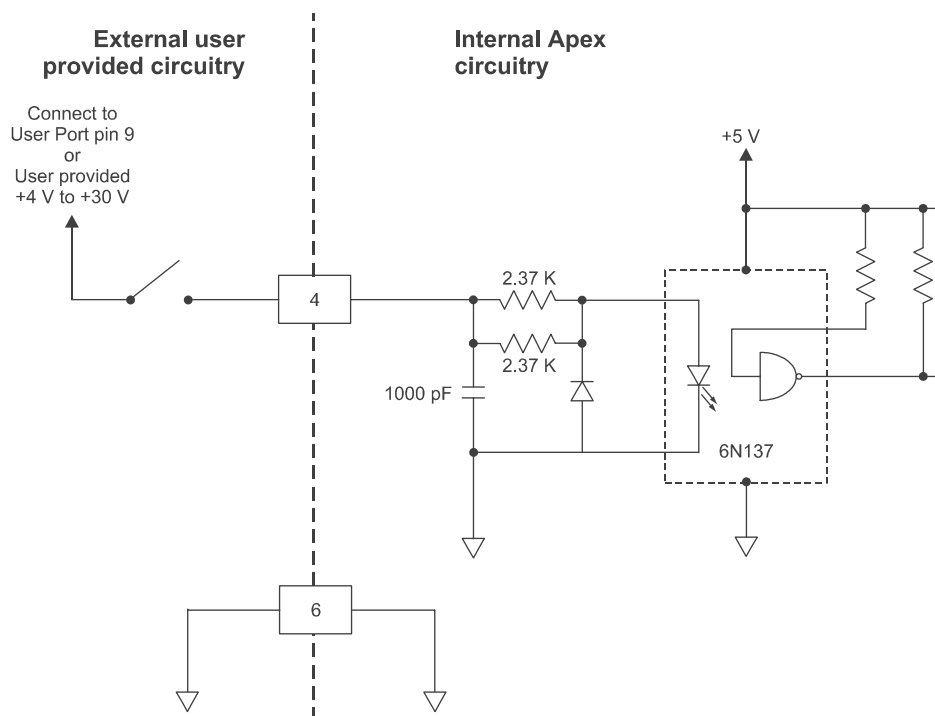 External user
provided circuitry
Internal Apex
circuitry
Connect to
User Port pin 9
or
User provided
+4 V to +30 V
+5 V
4
2.37 K
2.37 K
1000 pF
6N137
6